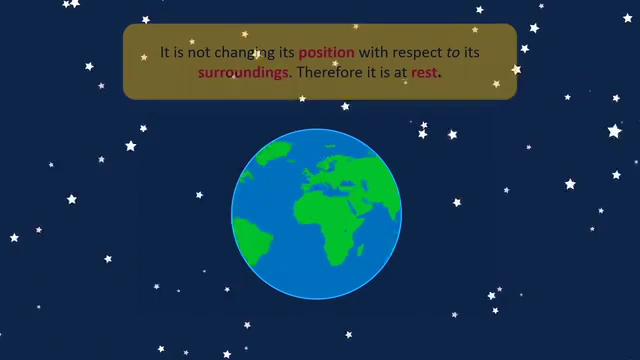 It is not changing its position with respect to its
surroundings. Therefore it is at rest.